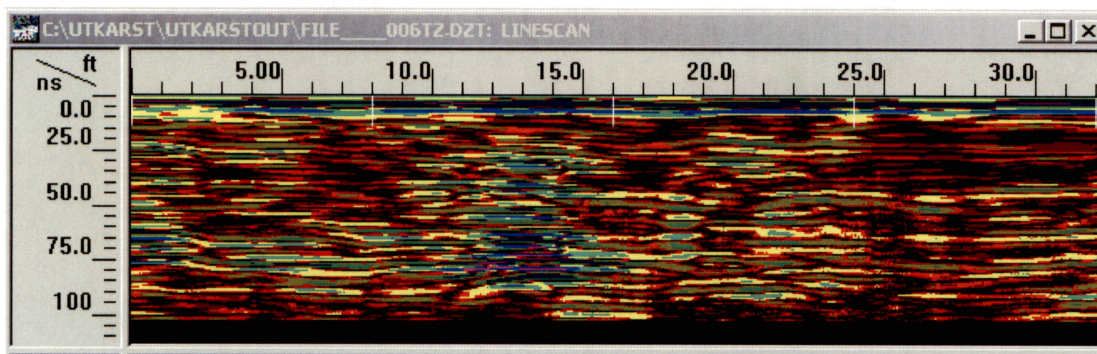 C:\UTKARST\UTKARSTOUT\FILE____006TZ.DZT: LINESCAN
ft
ns
5.00 10.0 15.0 20.0 25.0 30.0
0.0
25.0
50.0
75.0
100